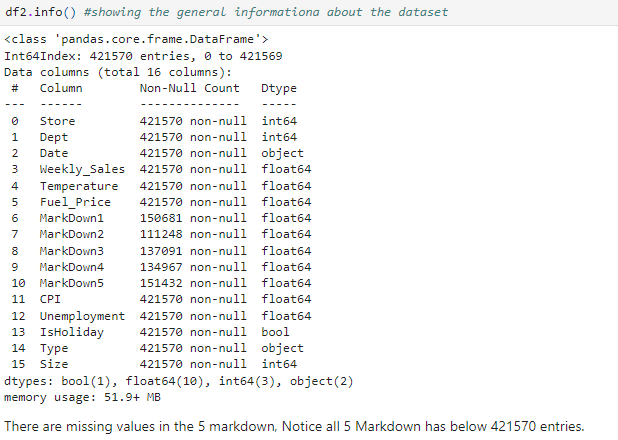 df2.info() #showing the general informationa about the dataset
<class 'pandas.core.frame.DataFrame'>
Int64Index: 421570 entries, 0 to 421569
Data columns (total 16 columns):
 #   Column        Non-Null Count   Dtype
---  ------        --------------   -----
 0   Store         421570 non-null  int64
 1   Dept          421570 non-null  int64
 2   Date          421570 non-null  object
 3   Weekly_Sales  421570 non-null  float64
 4   Temperature   421570 non-null  float64
 5   Fuel_Price    421570 non-null  float64
 6   MarkDown1     150681 non-null  float64
 7   MarkDown2     111248 non-null  float64
 8   MarkDown3     137091 non-null  float64
 9   MarkDown4     134967 non-null  float64
 10  MarkDown5     151432 non-null  float64
 11  CPI           421570 non-null  float64
 12  Unemployment  421570 non-null  float64
 13  IsHoliday     421570 non-null  bool
 14  Type          421570 non-null  object
 15  Size          421570 non-null  int64
dtypes: bool(1), float64(10), int64(3), object(2)
memory usage: 51.9+ MB
There are missing values in the 5 markdown, Notice all 5 Markdown has below 421570 entries.